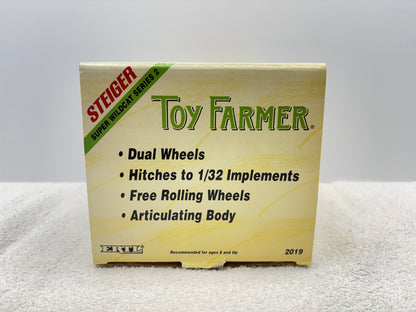 STEIGER
SUPER WILDCAT SERIES 2
TOY FARMER®
• Dual Wheels
• Hitches to 1/32 Implements
• Free Rolling Wheels
• Articulating Body
ERTL
Recommended for ages 8 and Up
2019